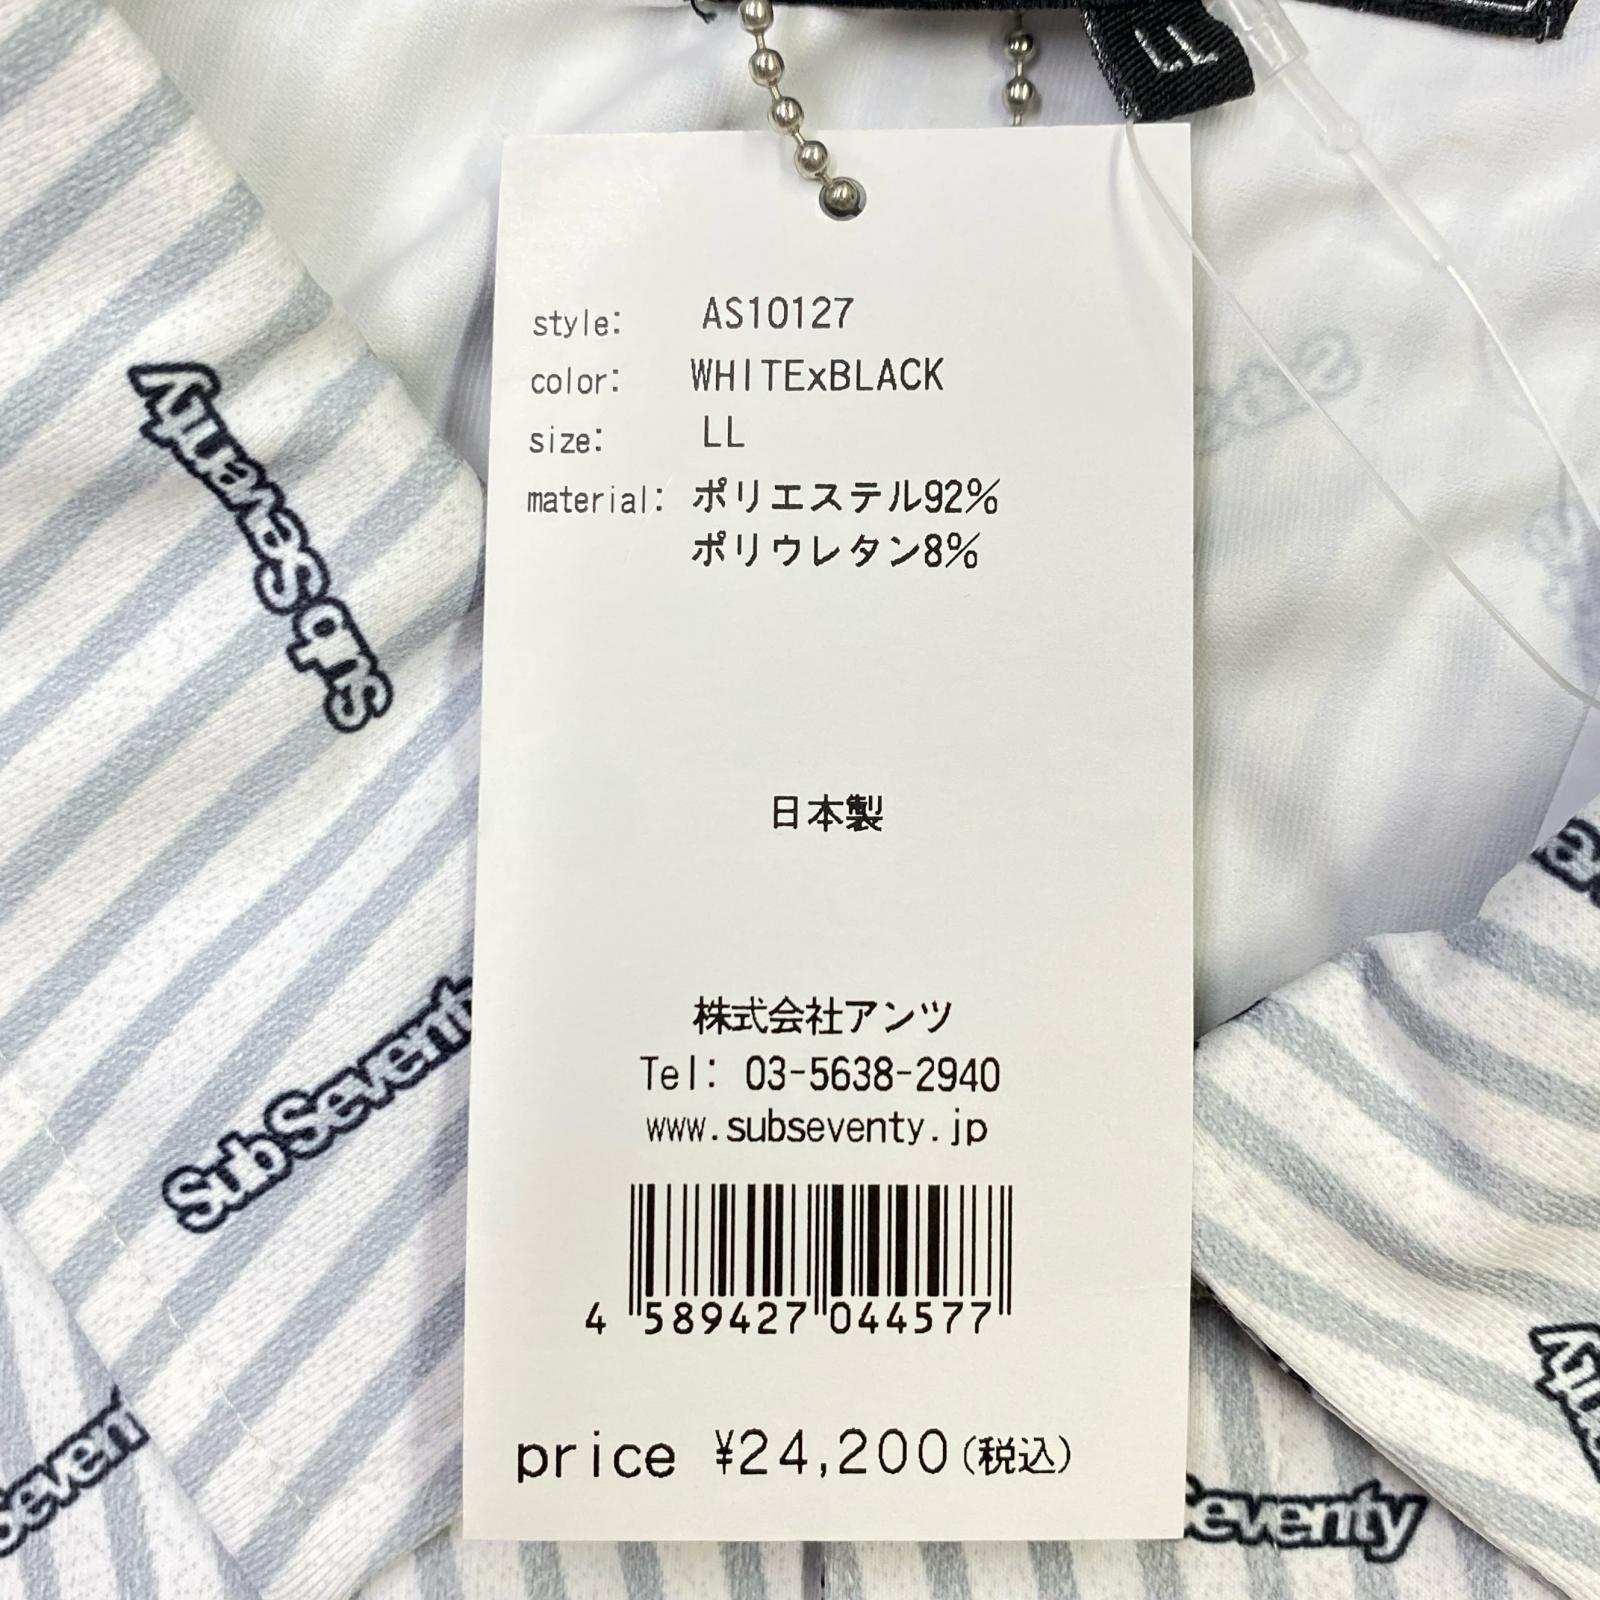 LL
style: AS10127
color: WHITExBLACK
size: LL
material: ポリエステル92%
ポリウレタン8%
日本製
株式会社アンツ
Tel: 03-5638-2940
www.subseventy.jp
4 589427 044577
price ¥24,200(税込)
Sub Seventy
Sub Seventy
Seventy